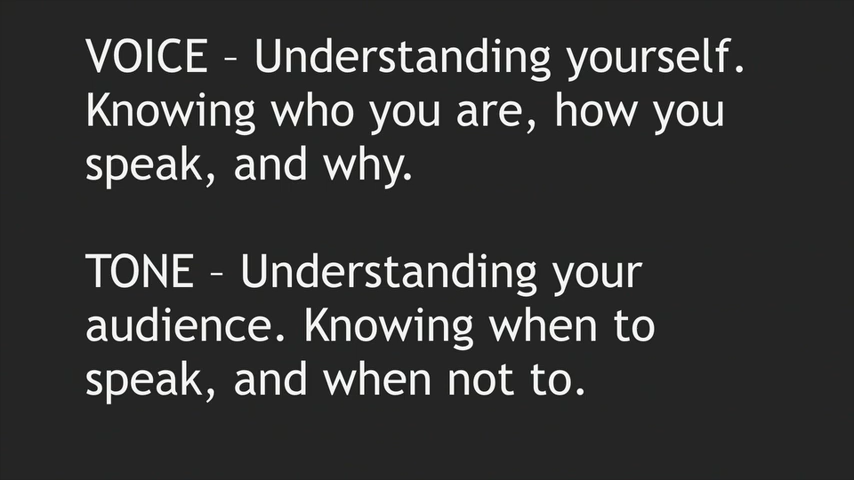 VOICE – Understanding yourself.
Knowing who you are, how you
speak, and why.
TONE – Understanding your
audience. Knowing when to
speak, and when not to.